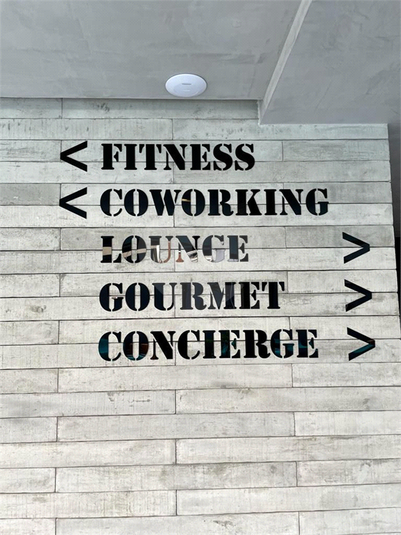 < FITNESS
< COWORKING
LOUNGE >
GOURMET >
CONCIERGE >